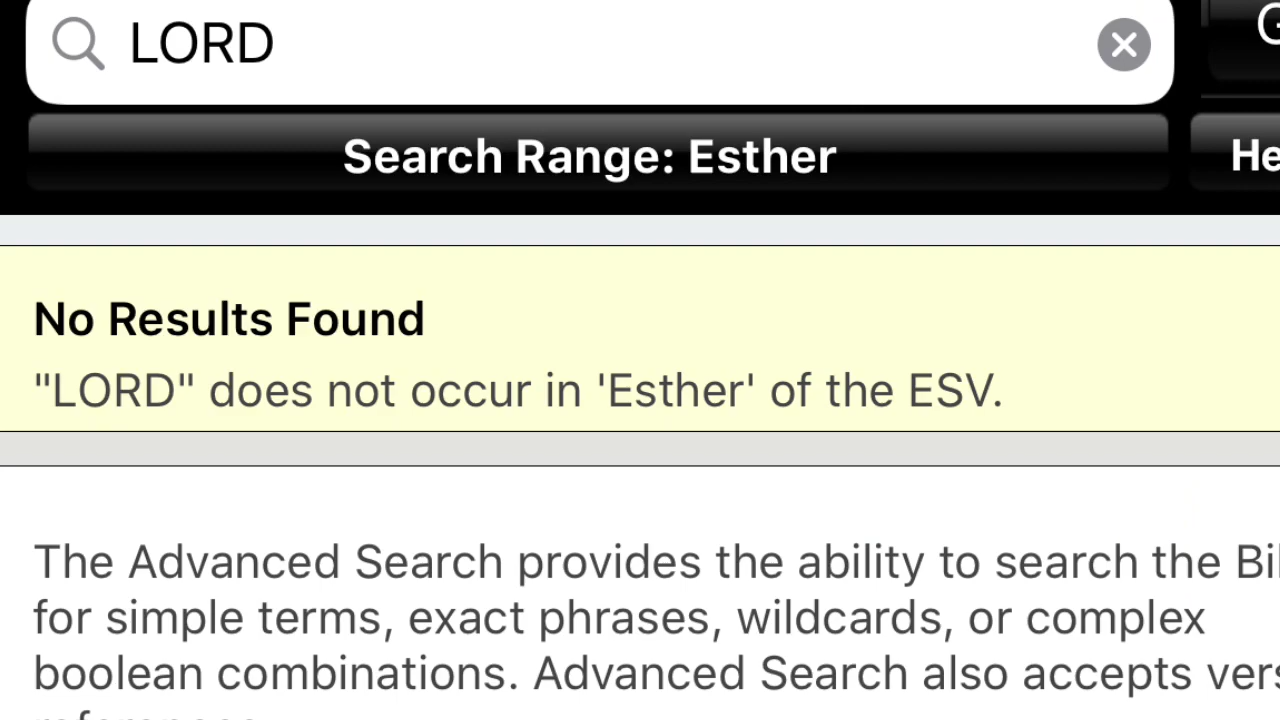 LORD
Search Range: Esther
He
No Results Found
"LORD" does not occur in 'Esther' of the ESV.
The Advanced Search provides the ability to search the
for simple terms, exact phrases, wildcards, or complex
boolean combinations. Advanced Search also accepts